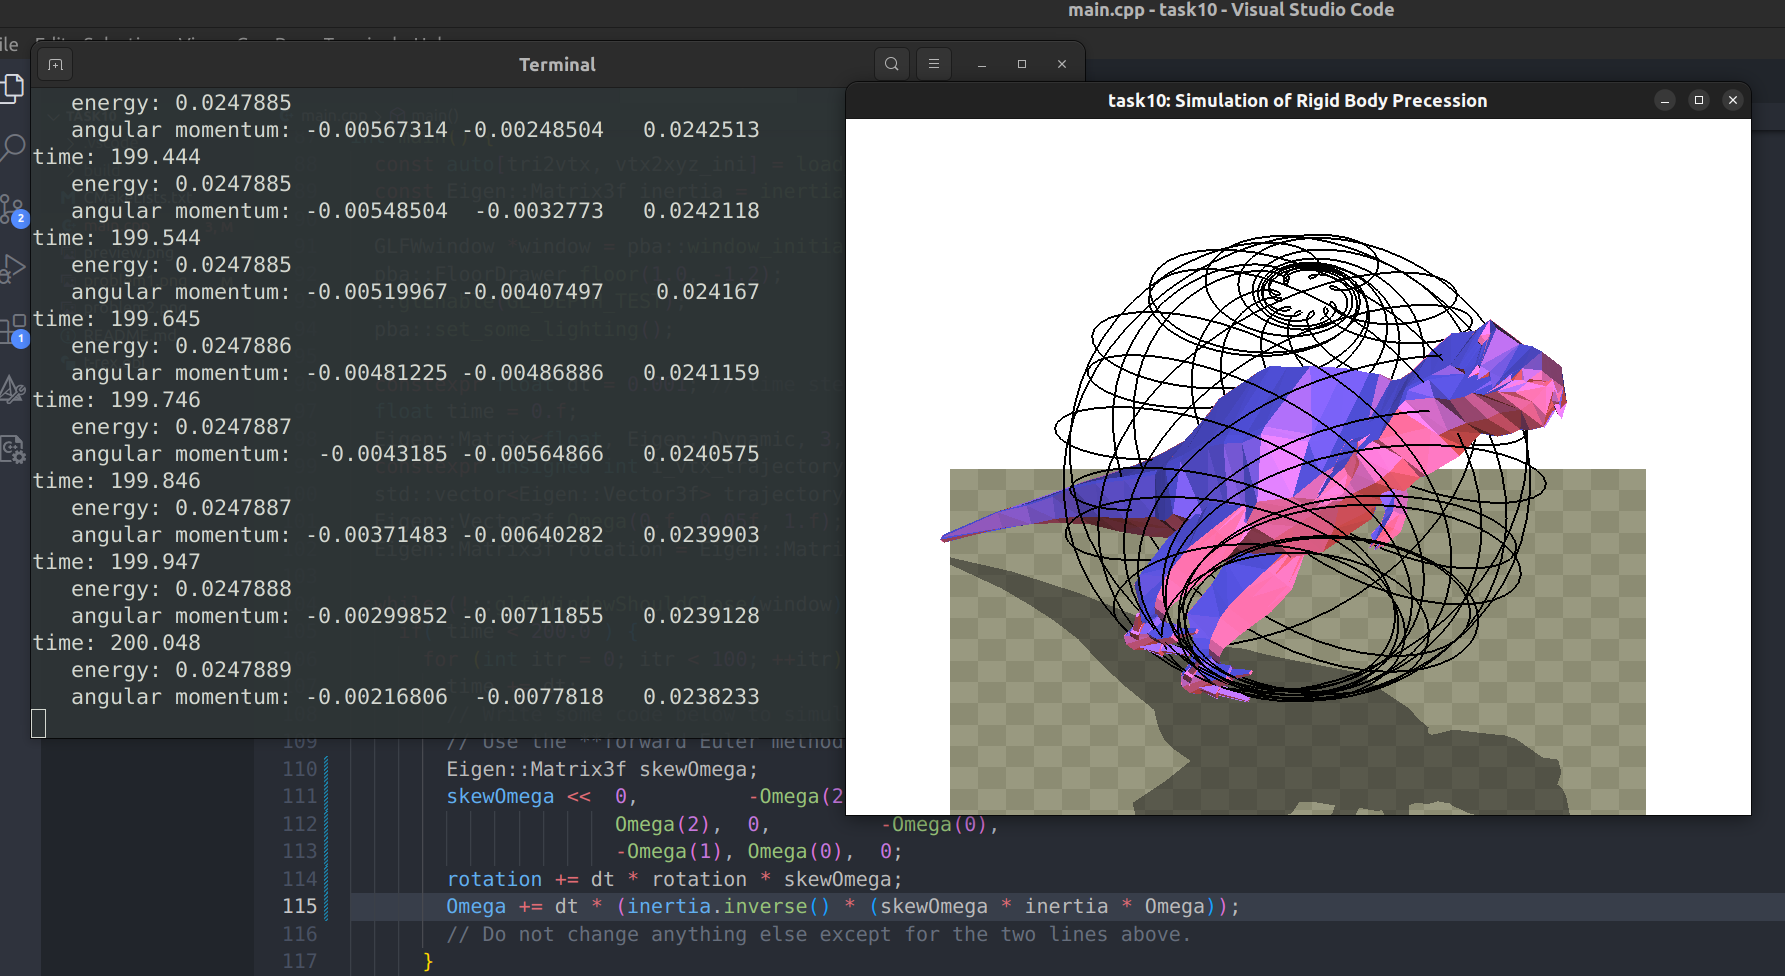 main.cpp - task10 - Visual Studio Code
Terminal
energy: 0.0247885
angular momentum: -0.00567314 -0.00248504 0.0242513
time: 199.444
energy: 0.0247885
angular momentum: -0.00548504 -0.0032773 0.0242118
time: 199.544
energy: 0.0247885
angular momentum: -0.00519967 -0.00407497 0.024167
time: 199.645
energy: 0.0247886
angular momentum: -0.00481225 -0.00486886 0.0241159
time: 199.746
energy: 0.0247887
angular momentum: -0.0043185 -0.00564866 0.0240575
time: 199.846
energy: 0.0247887
angular momentum: -0.00371483 -0.00640282 0.0239903
time: 199.947
energy: 0.0247888
angular momentum: -0.00299852 -0.00711855 0.0239128
time: 200.048
energy: 0.0247889
angular momentum: -0.00216806 -0.0077818 0.0238233
task10: Simulation of Rigid Body Precession
2
1
109 // Use the **forward Euler method
110 Eigen::Matrix3f skewOmega;
111 skewOmega << 0, -Omega(2
112 Omega(2), 0, -Omega(0),
113 -Omega(1), Omega(0), 0;
114 rotation += dt * rotation * skewOmega;
115 Omega += dt * (inertia.inverse() * (skewOmega * inertia * Omega));
116 // Do not change anything else except for the two lines above.
117 }